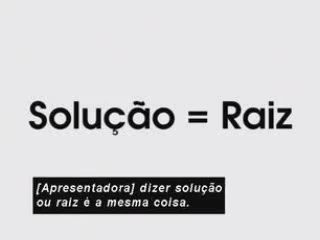 Solução = Raiz
[Apresentadora] dizer solução
ou raiz é a mesma coisa.